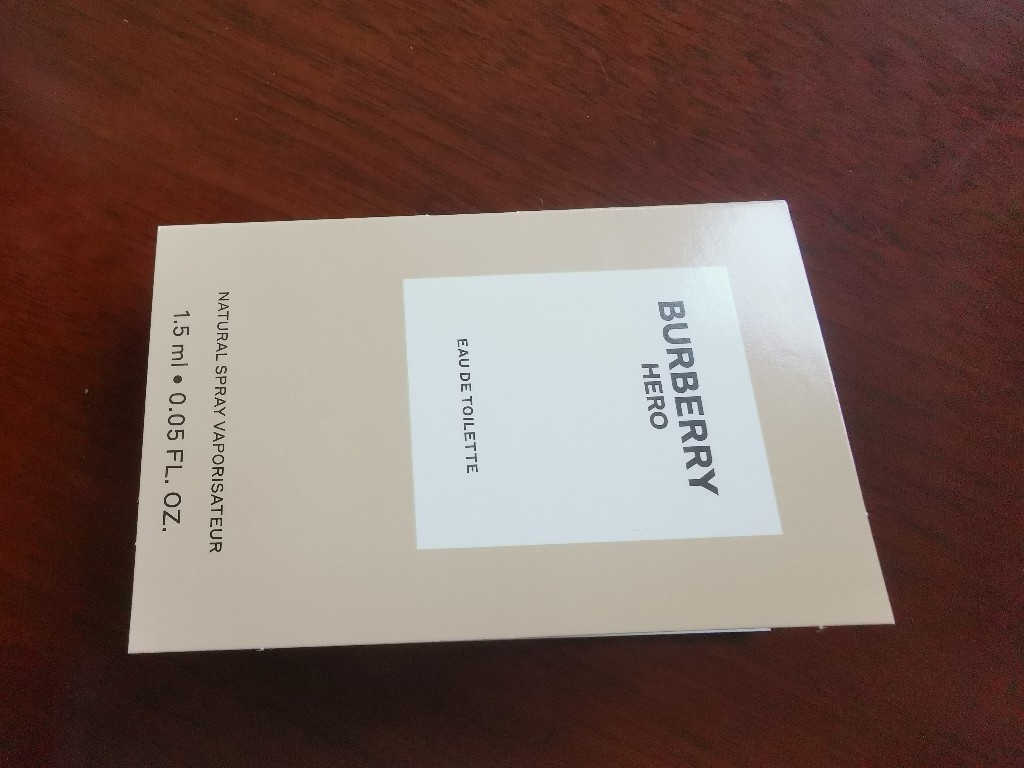 BURBERRY
HERO
EAU DE TOILETTE
NATURAL SPRAY VAPORISATEUR
1.5 ml • 0.05 FL. OZ.